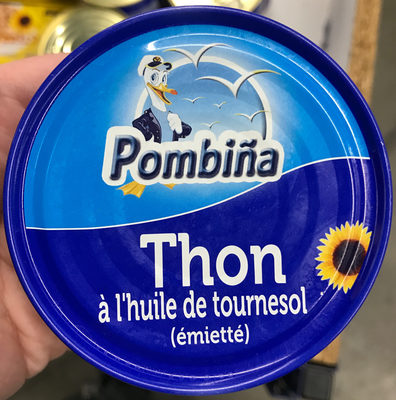 Pombiña
Thon
à l'huile de tournesol
(émietté)